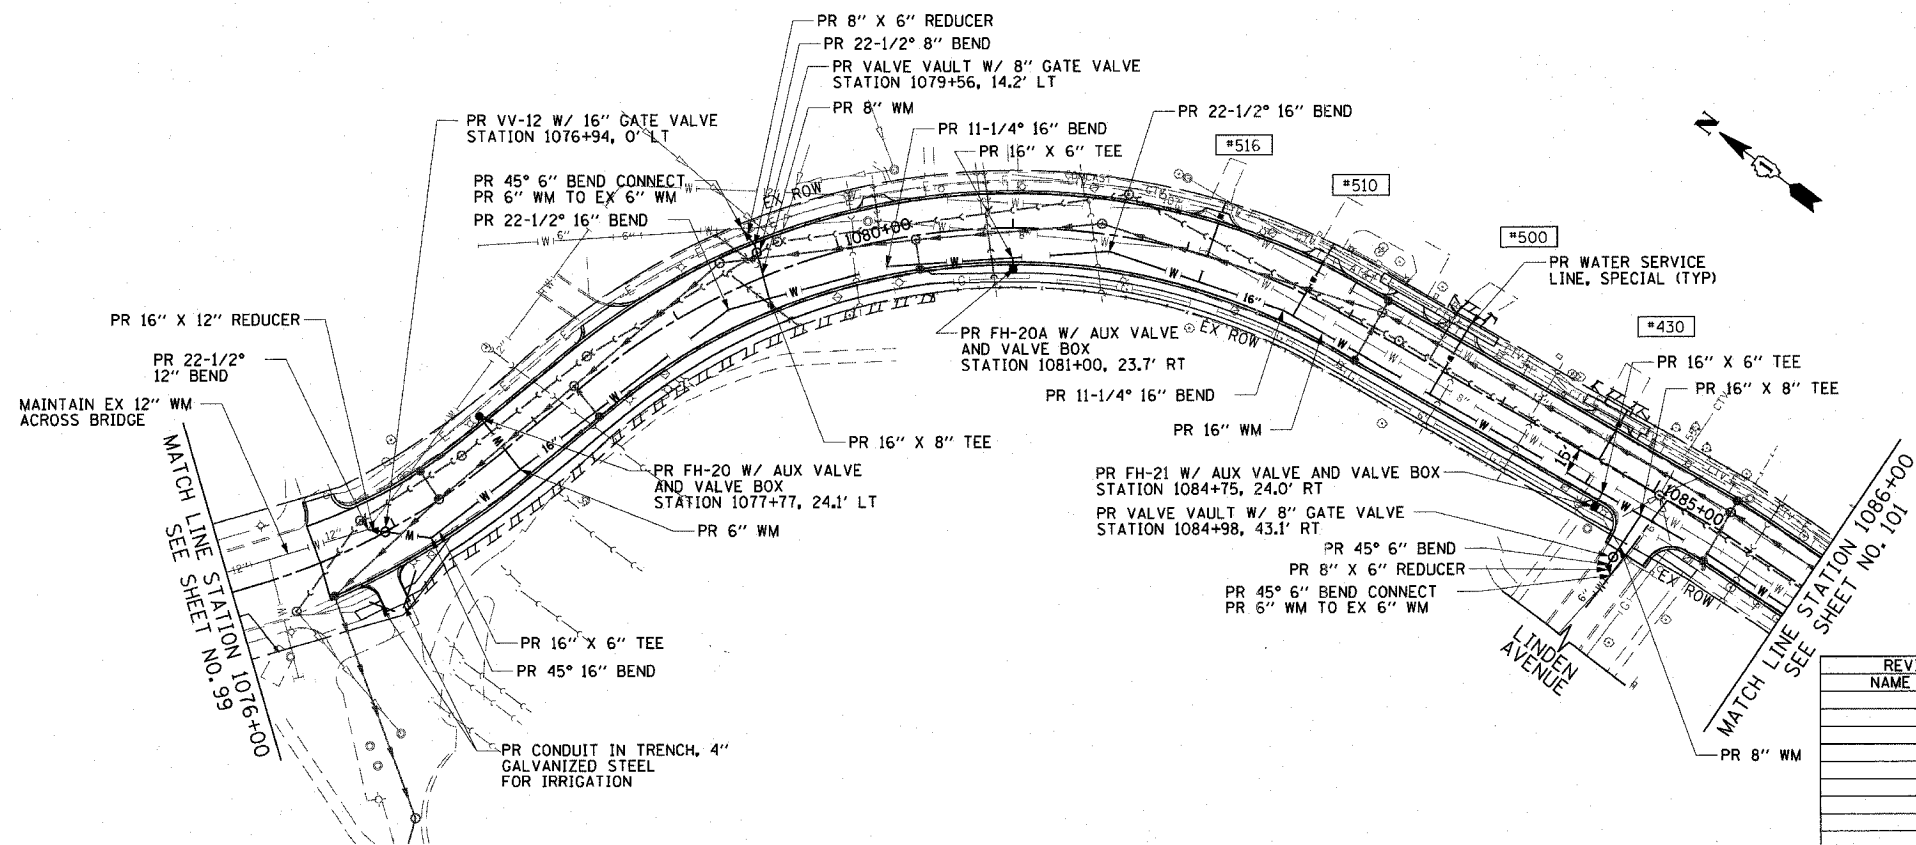 PR 8" X 6" REDUCER
PR 22-1/2° 8" BEND
PR VALVE VAULT W/ 8" GATE VALVE
STATION 1079+56, 14.2' LT
PR 8" WM
PR VV-12 W/ 16" GATE VALVE
STATION 1076+94, 0' LT
PR 22-1/2° 16" BEND
PR 11-1/4° 16" BEND
PR 16" X 6" TEE
#516
#510
#500
#430
N
PR 45° 6" BEND CONNECT
PR 6" WM TO EX 6" WM
PR 22-1/2° 16" BEND
EX ROW
1080+00
COMCAST
PR WATER SERVICE
LINE, SPECIAL (TYP)
PR 16" X 12" REDUCER
PR 22-1/2°
12" BEND
MAINTAIN EX 12" WM
ACROSS BRIDGE
PR FH-20A W/ AUX VALVE
AND VALVE BOX
STATION 1081+00, 23.7' RT
EX ROW
16"
PR 11-1/4° 16" BEND
PR 16" WM
PR 16" X 6" TEE
PR 16" X 8" TEE
PR 16" X 8" TEE
16"
PR FH-20 W/ AUX VALVE
AND VALVE BOX
STATION 1077+77, 24.1' LT
PR 6" WM
PR FH-21 W/ AUX VALVE AND VALVE BOX
STATION 1084+75, 24.0' RT
PR VALVE VAULT W/ 8" GATE VALVE
STATION 1084+98, 43.1' RT
PR 45° 6" BEND
PR 8" X 6" REDUCER
PR 45° 6" BEND CONNECT
PR 6" WM TO EX 6" WM
15'
1085+00
EX ROW
MATCH LINE STATION 1076+00
SEE SHEET NO. 99
MATCH LINE STATION 1086+00
SEE SHEET NO. 101
PR 16" X 6" TEE
PR 45° 16" BEND
LINDEN
AVENUE
PR 8" WM
PR CONDUIT IN TRENCH, 4"
GALVANIZED STEEL
FOR IRRIGATION
NAME